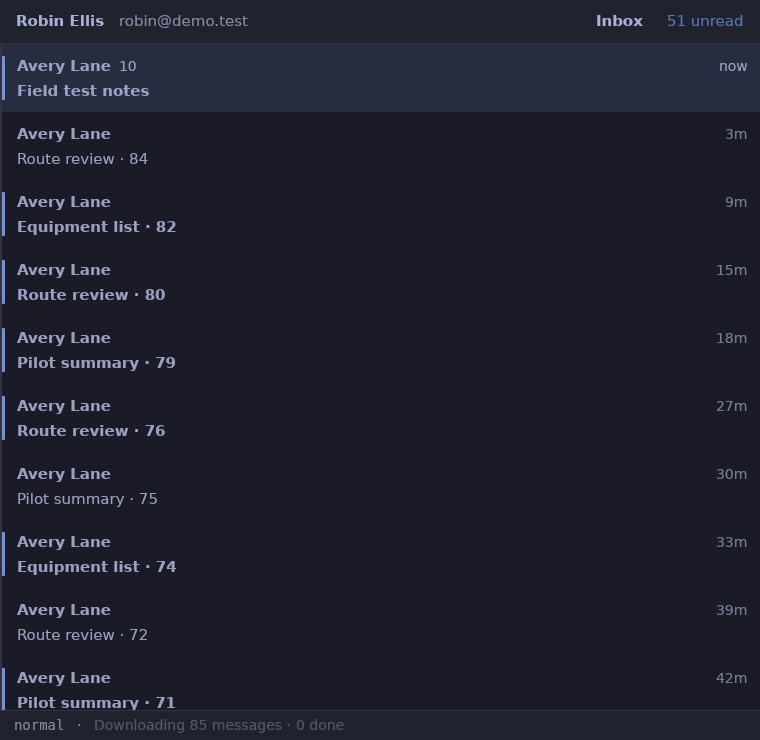 Robin Ellis robin@demo.test Inbox 51 unread
Avery Lane 10 now
Field test notes
Avery Lane 3m
Route review · 84
Avery Lane 9m
Equipment list · 82
Avery Lane 15m
Route review · 80
Avery Lane 18m
Pilot summary · 79
Avery Lane 27m
Route review · 76
Avery Lane 30m
Pilot summary · 75
Avery Lane 33m
Equipment list · 74
Avery Lane 39m
Route review · 72
Avery Lane 42m
Pilot summary · 71
normal · Downloading 85 messages · 0 done